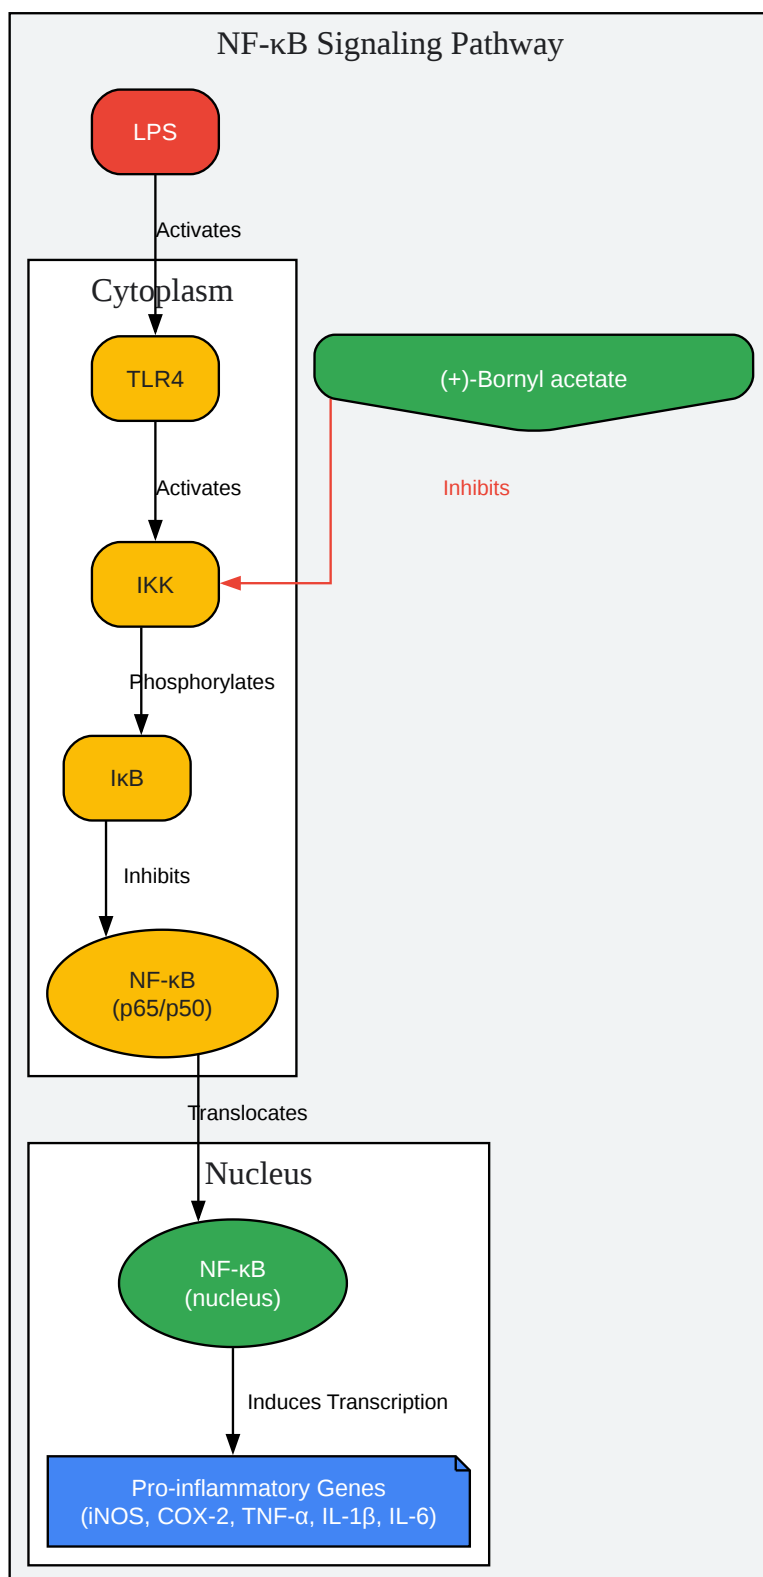 NF-κB Signaling Pathway
LPS
Activates
Cytoplasm
TLR4
(+)-Bornyl acetate
Activates
Inhibits
IKK
Phosphorylates
IκB
Inhibits
NF-κB
(p65/p50)
Translocates
Nucleus
NF-κB
(nucleus)
Induces Transcription
Pro-inflammatory Genes
(iNOS, COX-2, TNF-α, IL-1β, IL-6)